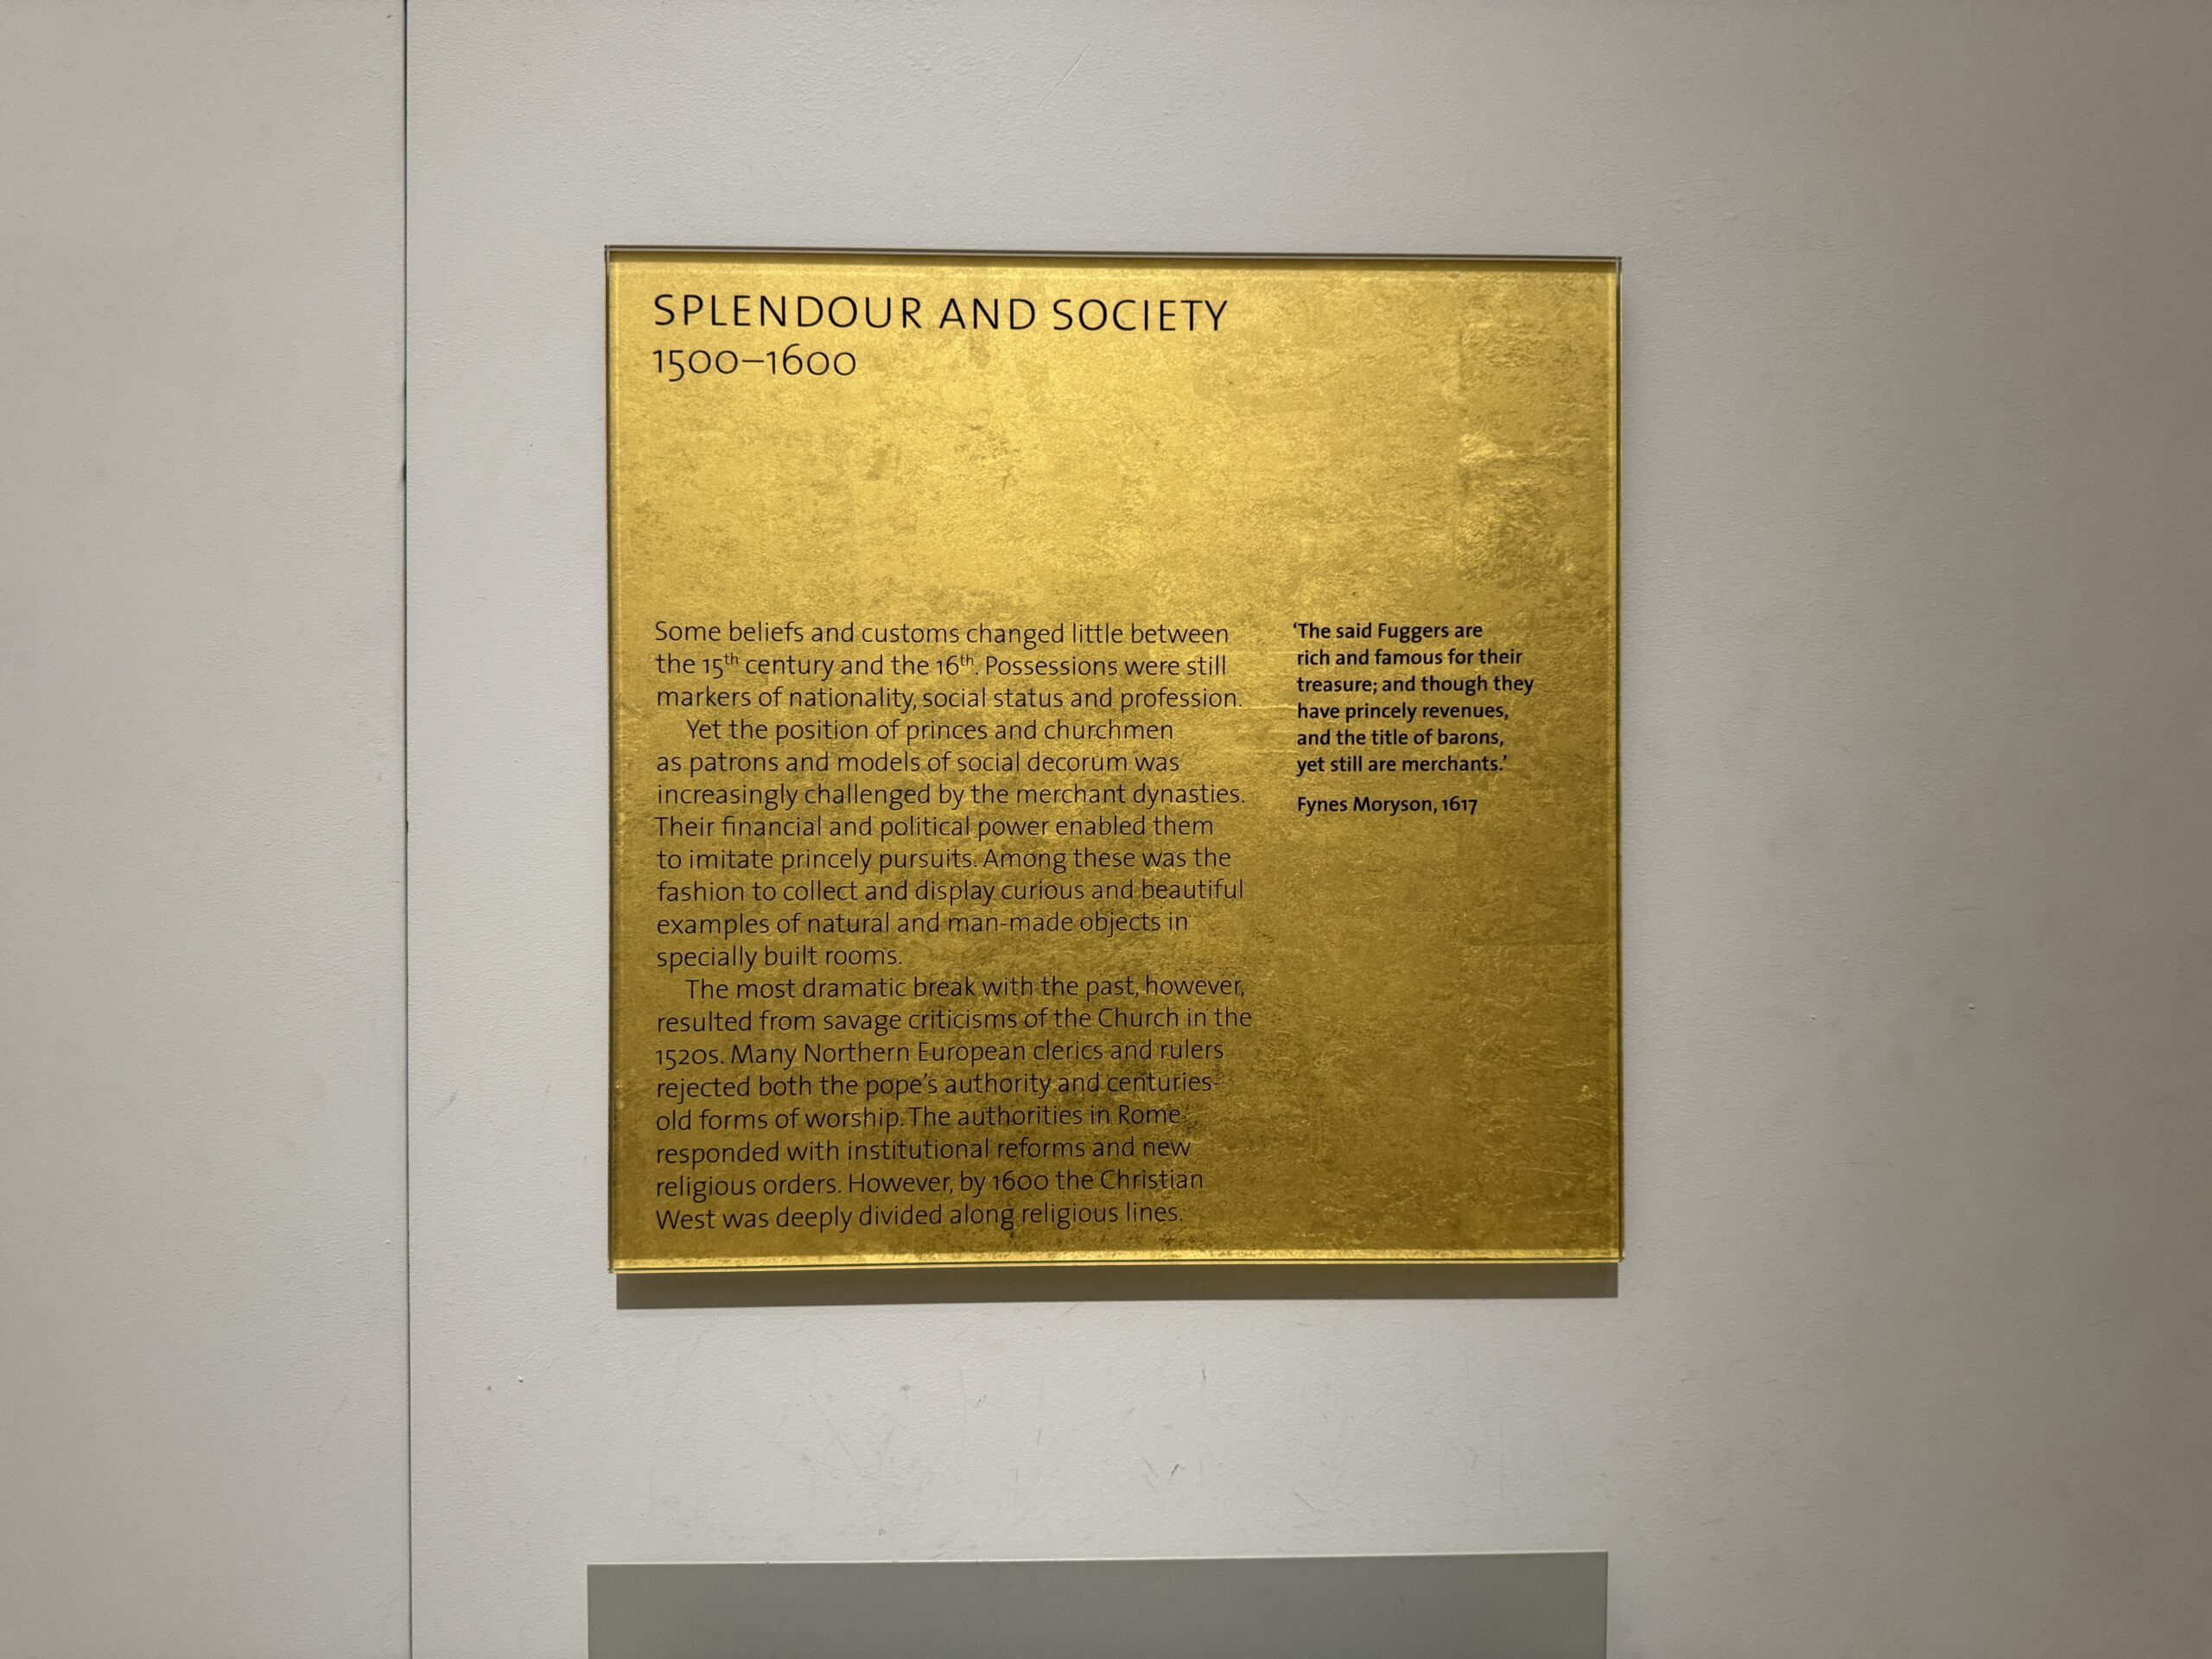 SPLENDOUR AND SOCIETY
1500–1600
Some beliefs and customs changed little between
the 15th century and the 16th. Possessions were still
markers of nationality, social status and profession.
Yet the position of princes and churchmen
as patrons and models of social decorum was
increasingly challenged by the merchant dynasties.
Their financial and political power enabled them
to imitate princely pursuits. Among these was the
fashion to collect and display curious and beautiful
examples of natural and man-made objects in
specially built rooms.
The most dramatic break with the past, however,
resulted from savage criticisms of the Church in the
1520s. Many Northern European clerics and rulers
rejected both the pope's authority and centuries-
old forms of worship. The authorities in Rome
responded with institutional reforms and new
religious orders. However, by 1600 the Christian
West was deeply divided along religious lines.
'The said Fuggers are
rich and famous for their
treasure; and though they
have princely revenues,
and the title of barons,
yet still are merchants.'
Fynes Moryson, 1617